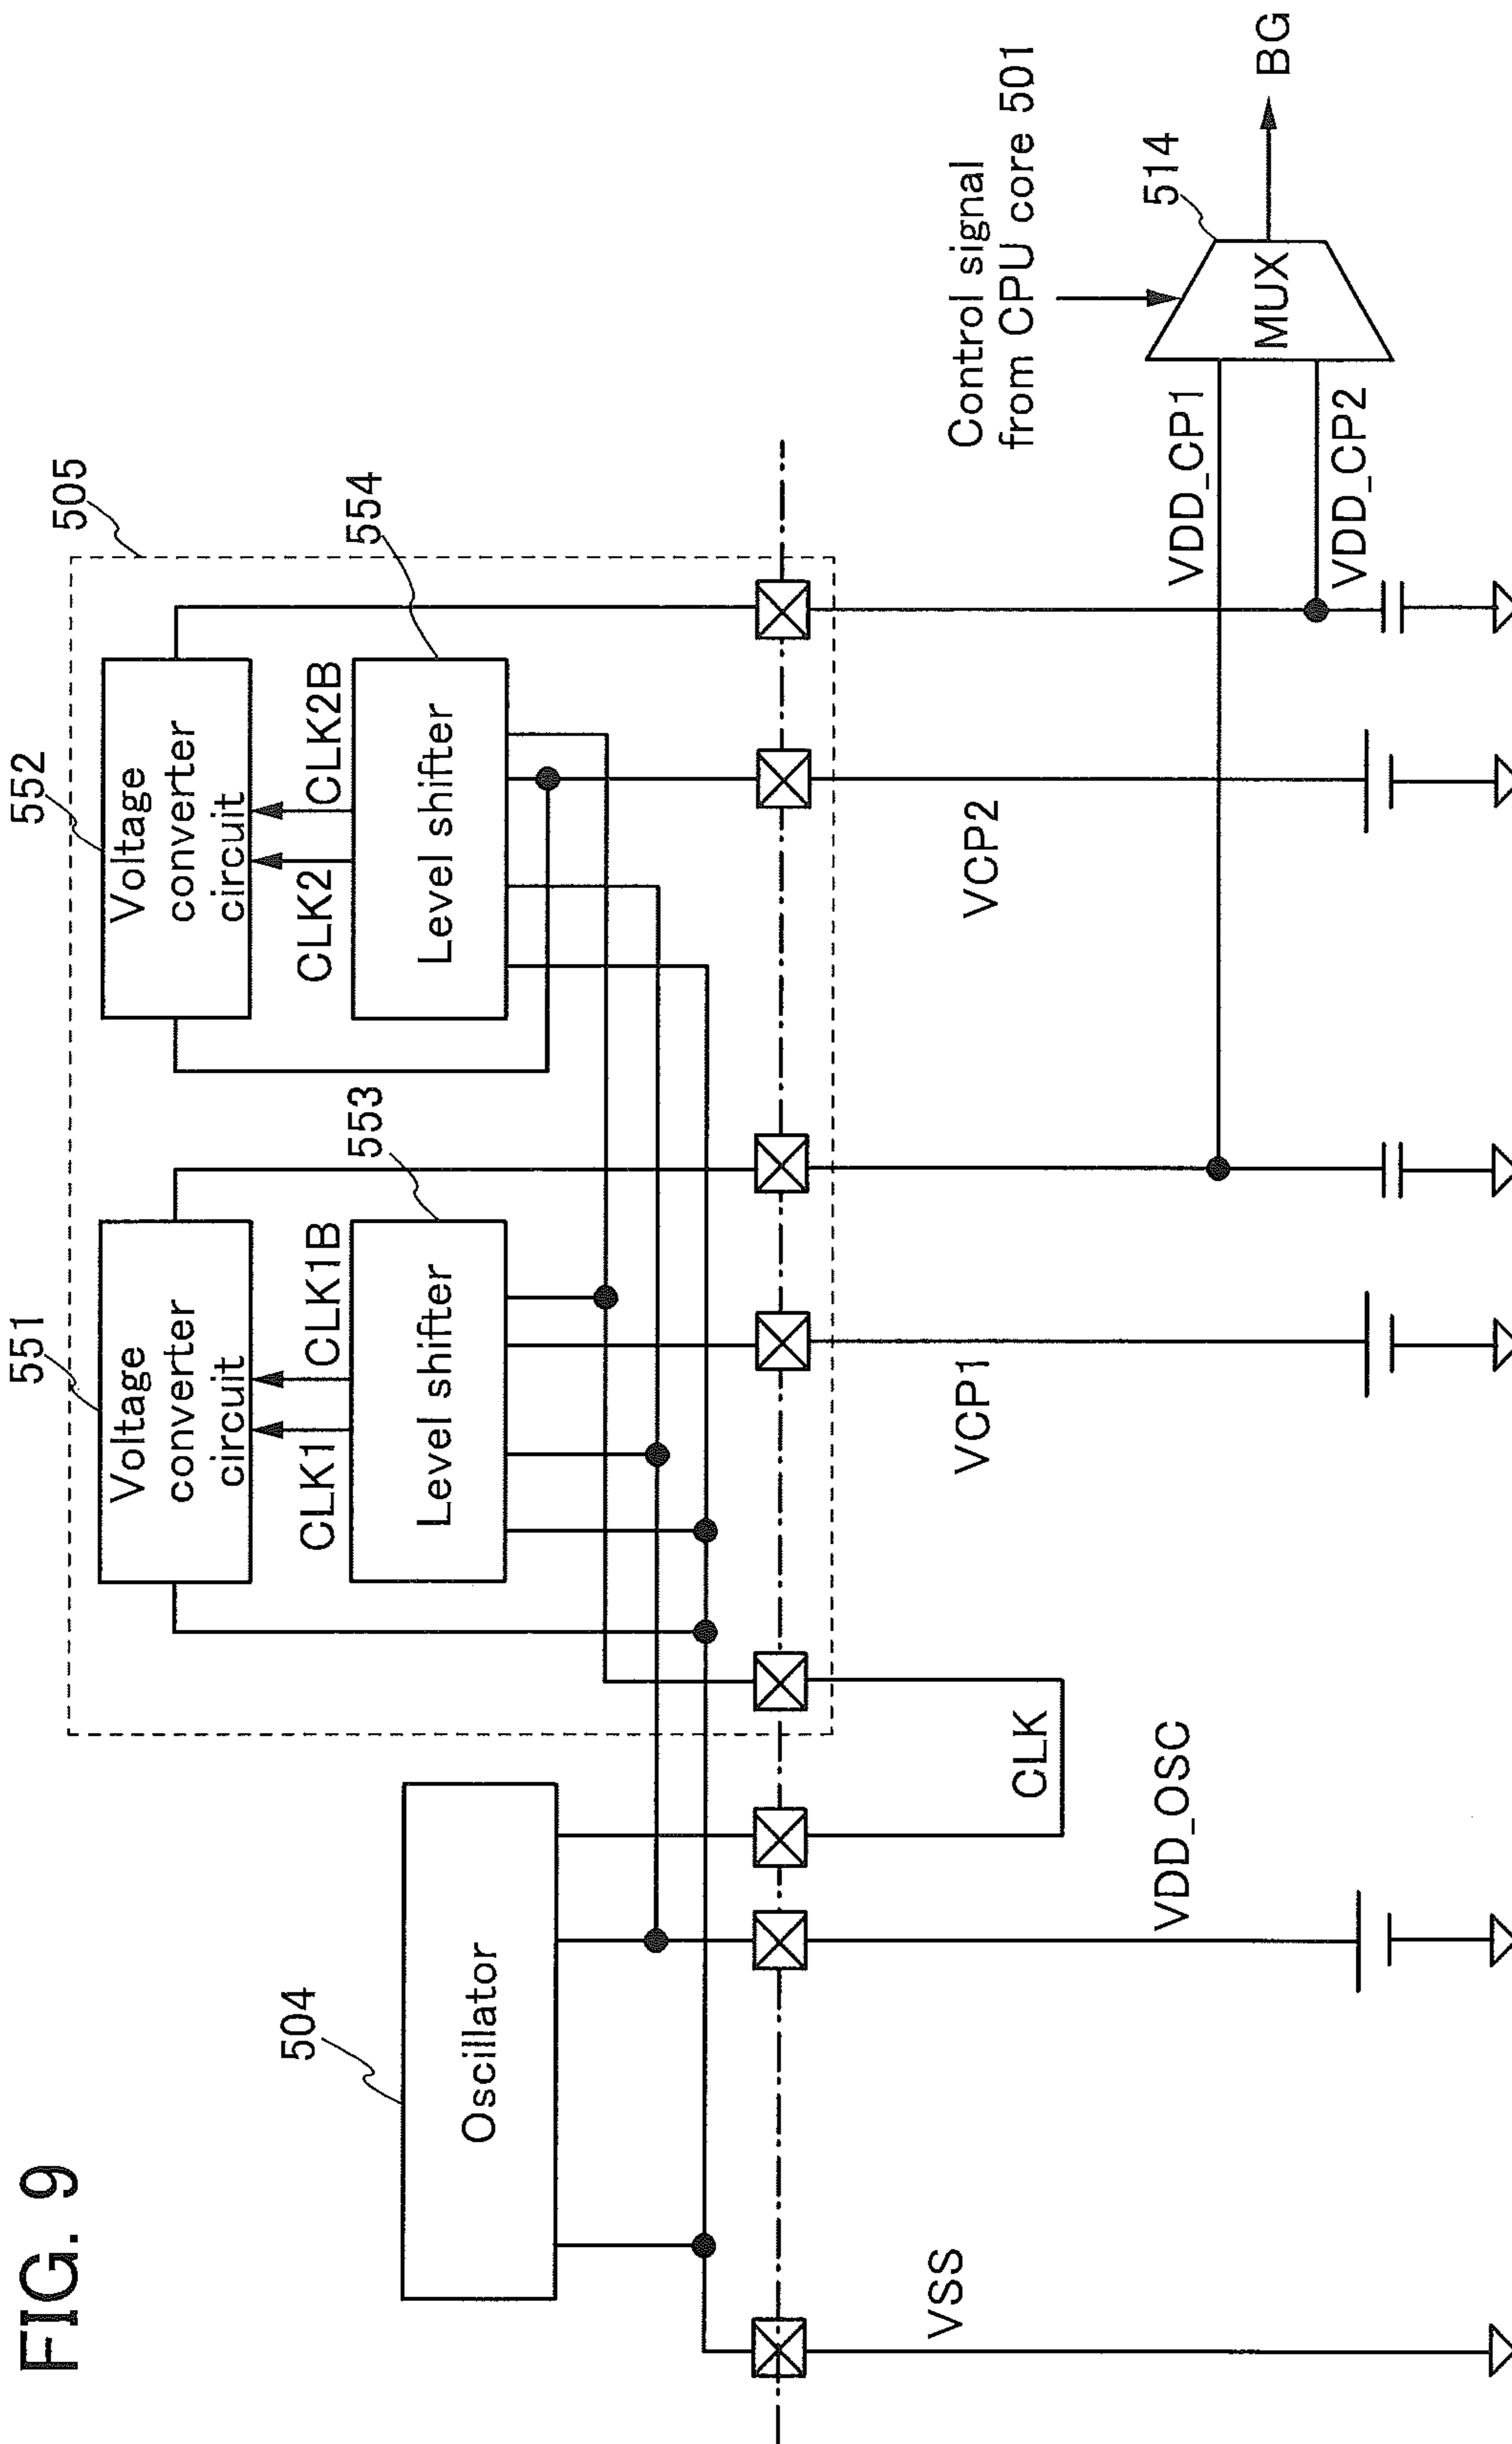 FIG. 9
504
Oscillator
551
Voltage
converter
circuit
CLK1
CLK1B
553
Level shifter
552
Voltage
converter
circuit
CLK2
CLK2B
554
Level shifter
505
VSS
VDD_OSC
CLK
VCP1
VCP2
VDD_CP1
VDD_CP2
Control signal
from CPU core 501
514
MUX
BG